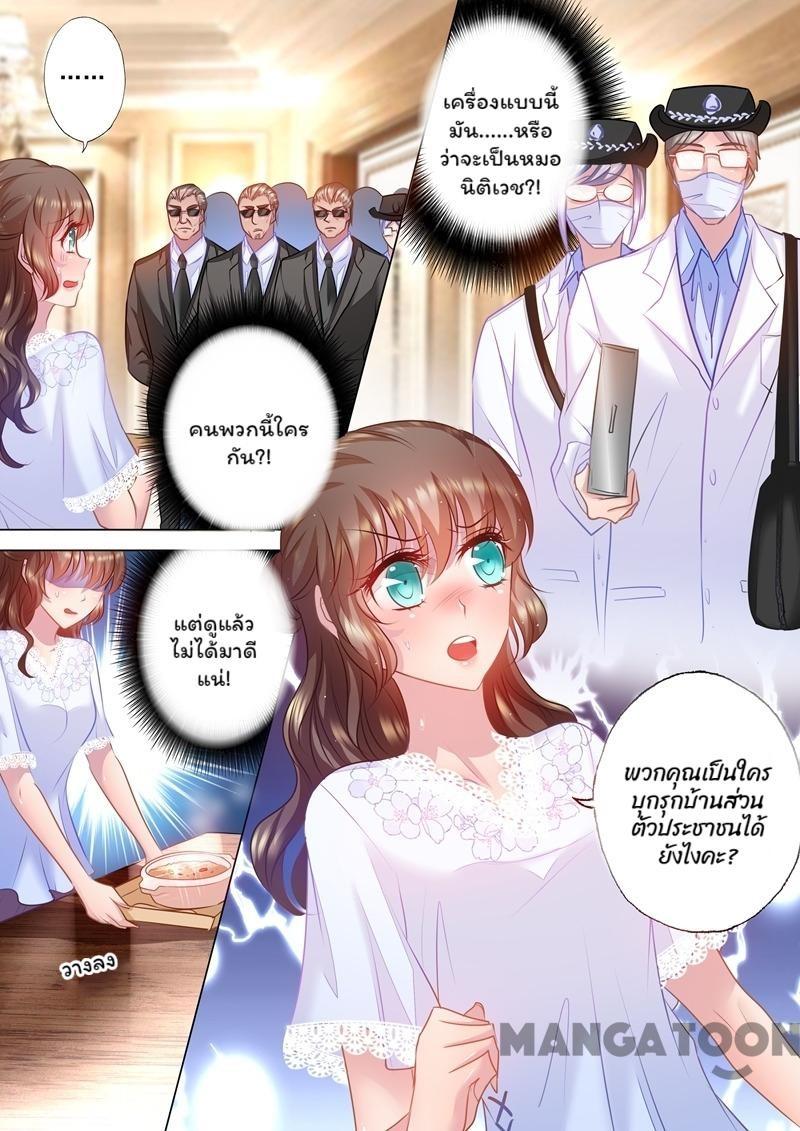 ......
คนพวกนี้ใคร
กัน?!
เครื่องแบบนี้
มัน......หรือ
ว่าจะเป็นหมอ
นิติเวช?!
แต่ดูแล้ว
ไม่ได้มาดี
แน่!
วางลง
พวกคุณเป็นใคร
บุกรุกบ้านส่วน
ตัวประชาชนได้
ยังไงคะ?
MANGATOON